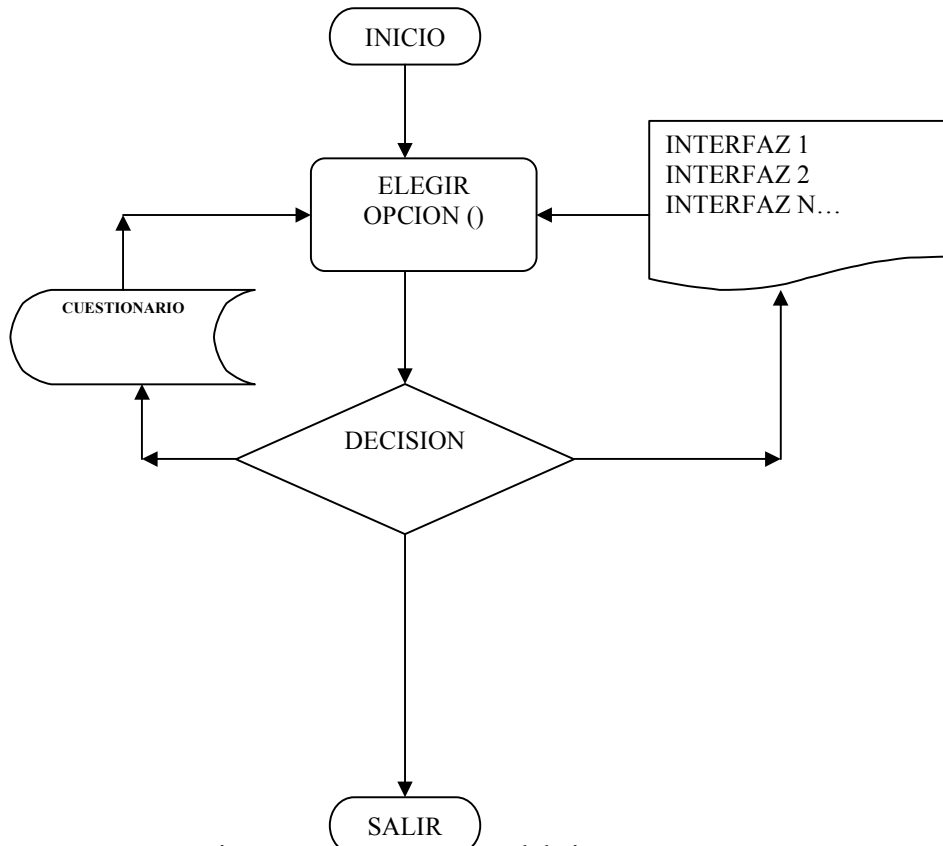 INICIO
ELEGIR
OPCION ()
INTERFAZ 1
INTERFAZ 2
INTERFAZ N…
CUESTIONARIO
DECISION
SALIR